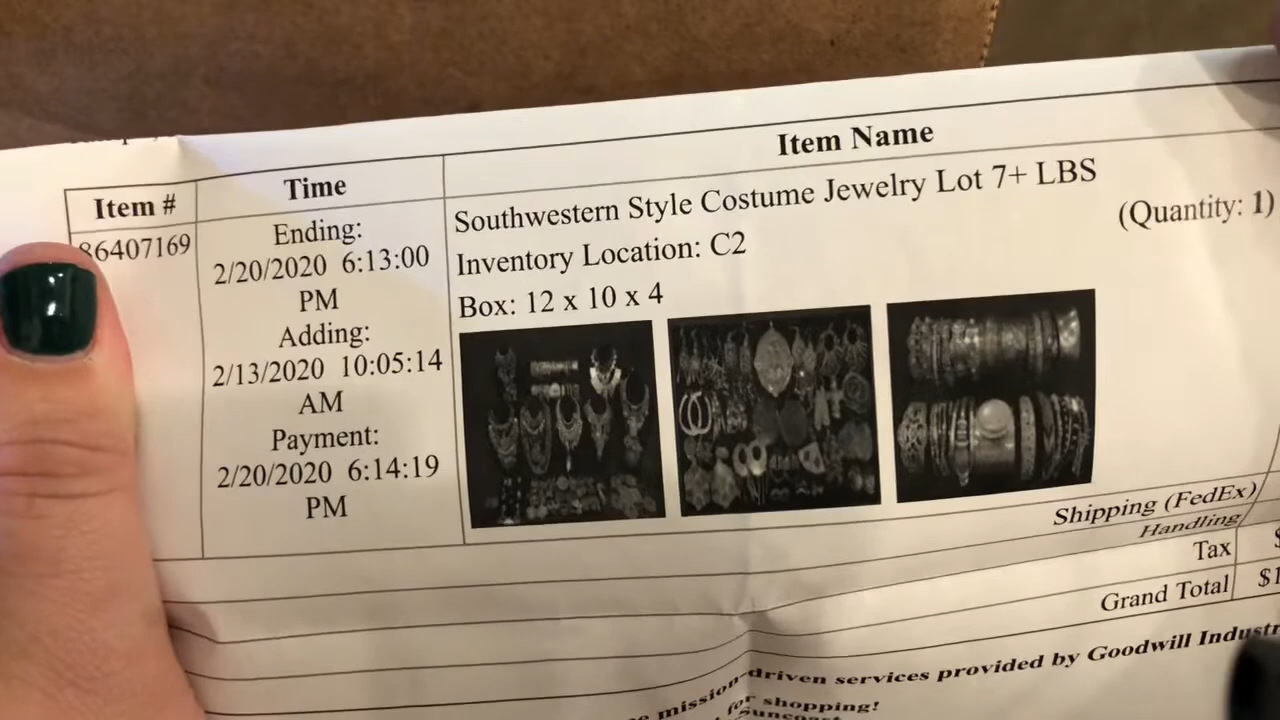 Item #
Time
Item Name
86407169
Ending:
2/20/2020 6:13:00
PM
Adding:
2/13/2020 10:05:14
AM
Payment:
2/20/2020 6:14:19
PM
Southwestern Style Costume Jewelry Lot 7+ LBS
(Quantity: 1)
Inventory Location: C2
Box: 12 x 10 x 4
Shipping (FedEx)
Handling
Tax $
Grand Total $1
mission-driven services provided by Goodwill Industr
for shopping!